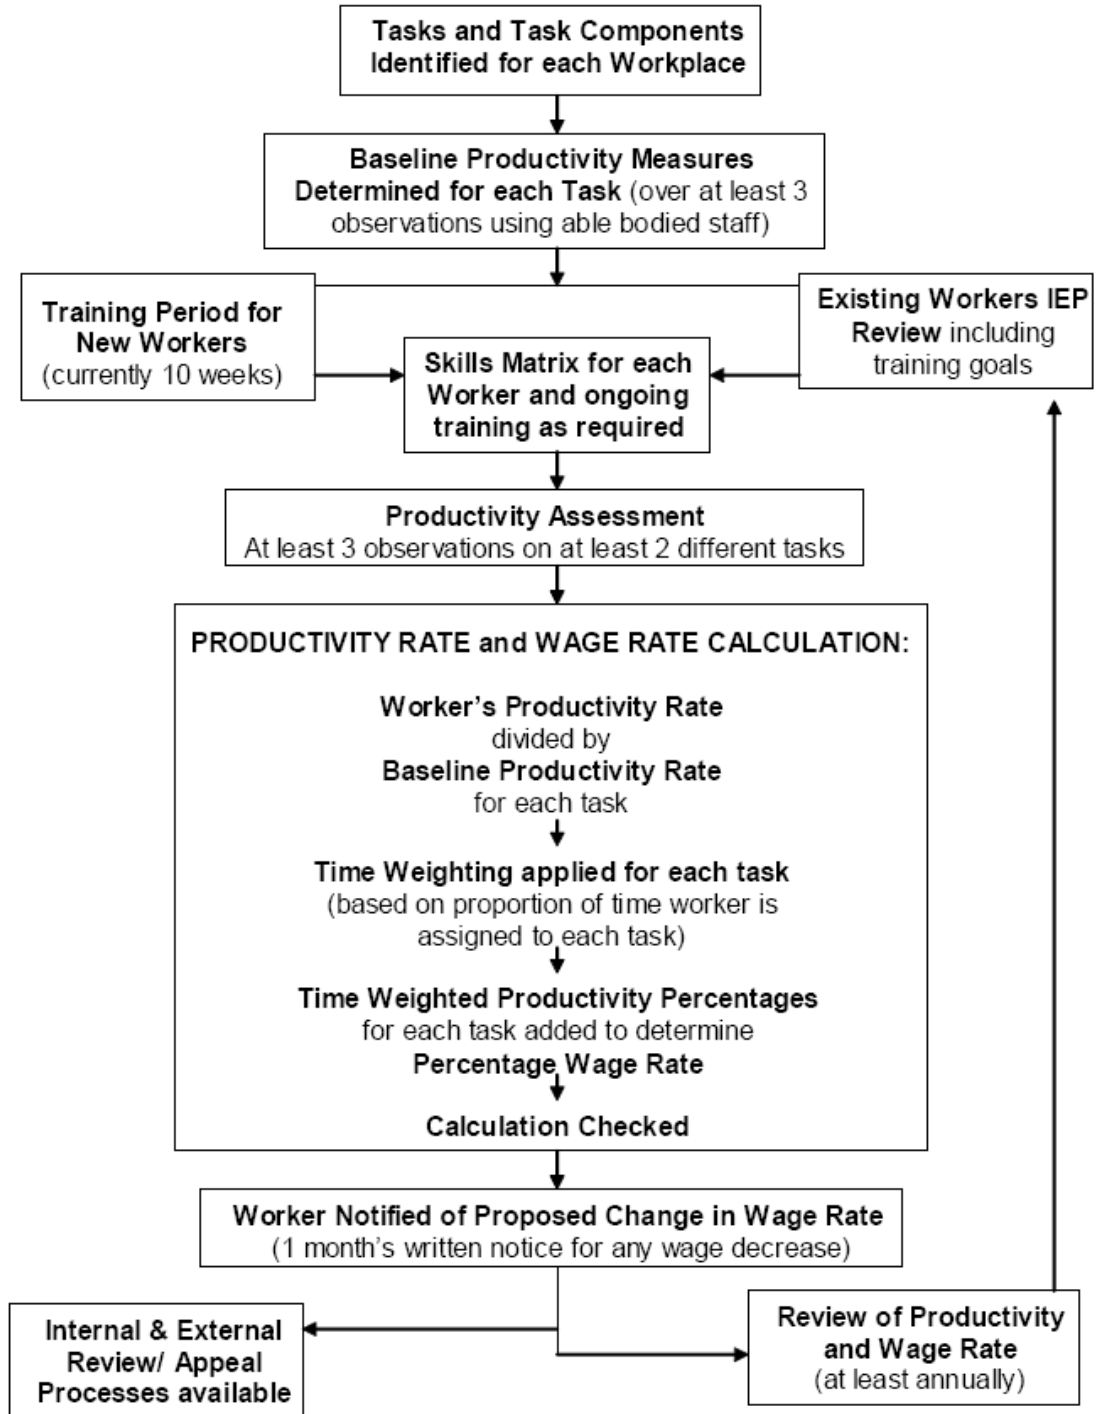 Tasks and Task Components
Identified for each Workplace
Baseline Productivity Measures
Determined for each Task (over at least 3
observations using able bodied staff)
Training Period for
New Workers
(currently 10 weeks)
Existing Workers IEP
Review including
training goals
Skills Matrix for each
Worker and ongoing
training as required
Productivity Assessment
At least 3 observations on at least 2 different tasks
PRODUCTIVITY RATE and WAGE RATE CALCULATION:
Worker's Productivity Rate
divided by
Baseline Productivity Rate
for each task
Time Weighting applied for each task
(based on proportion of time worker is
assigned to each task)
Time Weighted Productivity Percentages
for each task added to determine
Percentage Wage Rate
Calculation Checked
Worker Notified of Proposed Change in Wage Rate
(1 month's written notice for any wage decrease)
Internal & External
Review/ Appeal
Processes available
Review of Productivity
and Wage Rate
(at least annually)